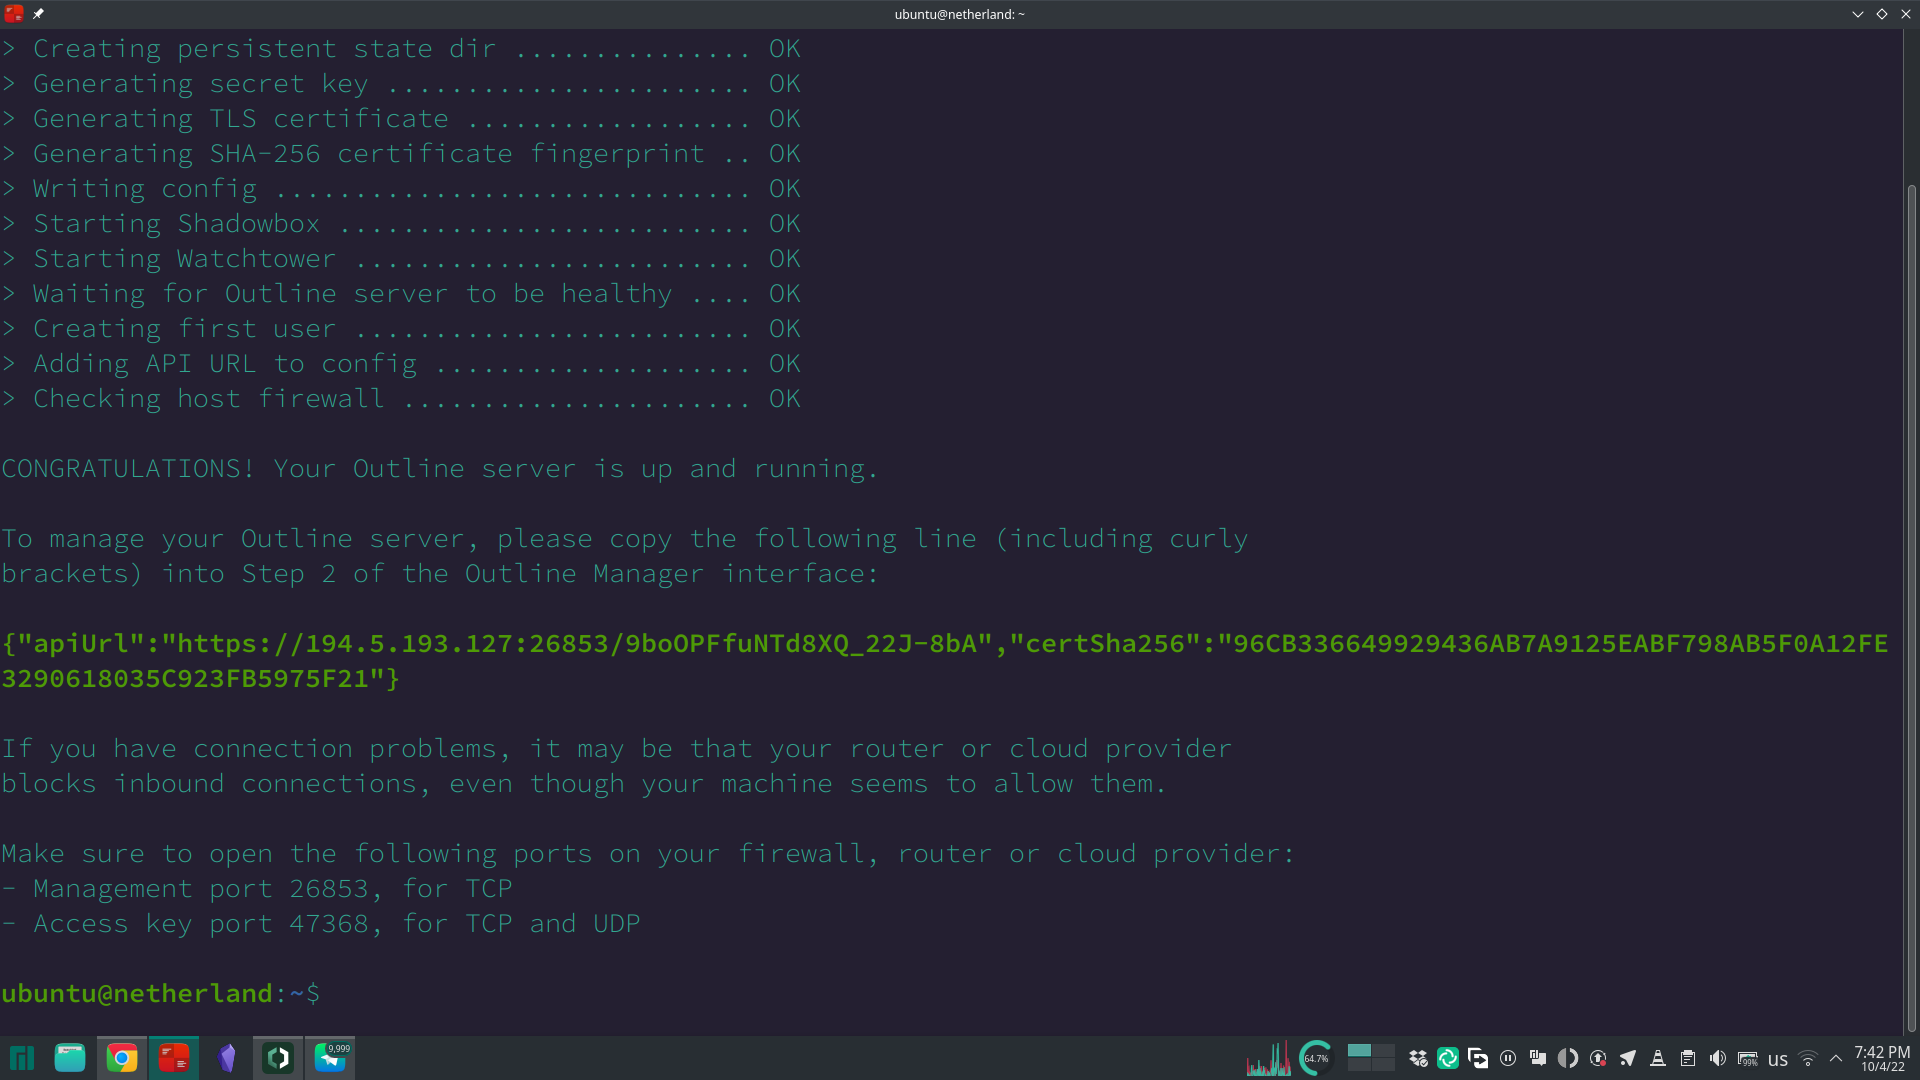 ubuntu@netherland: ~
> Creating persistent state dir ............... OK
> Generating secret key ....................... OK
> Generating TLS certificate .................. OK
> Generating SHA-256 certificate fingerprint .. OK
> Writing config .............................. OK
> Starting Shadowbox .......................... OK
> Starting Watchtower ......................... OK
> Waiting for Outline server to be healthy .... OK
> Creating first user ......................... OK
> Adding API URL to config .................... OK
> Checking host firewall ...................... OK
CONGRATULATIONS! Your Outline server is up and running.
To manage your Outline server, please copy the following line (including curly
brackets) into Step 2 of the Outline Manager interface:
{"apiUrl":"https://194.5.193.127:26853/9boOPFfuNTd8XQ_22J-8bA","certSha256":"96CB336649929436AB7A9125EABF798AB5F0A12FE
3290618035C923FB5975F21"}
If you have connection problems, it may be that your router or cloud provider
blocks inbound connections, even though your machine seems to allow them.
Make sure to open the following ports on your firewall, router or cloud provider:
- Management port 26853, for TCP
- Access key port 47368, for TCP and UDP
ubuntu@netherland:~$
9,999
64.7%
99%
us
7:42 PM
10/4/22